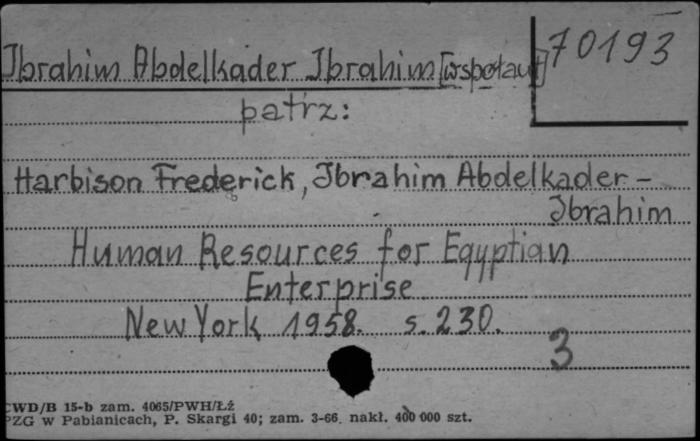 70193
Ibrahim Abdelkader Ibrahim [współaut]
patrz:
Harbison Frederick, Ibrahim Abdelkader-
Ibrahim
Human Resources for Egyptian
Enterprise
New York 1958. s. 230.
3
CWD/B 15-b zam. 4065/PWH/Łź
PZG w Pabianicach, P. Skargi 40; zam. 3-66. nakł. 400 000 szt.